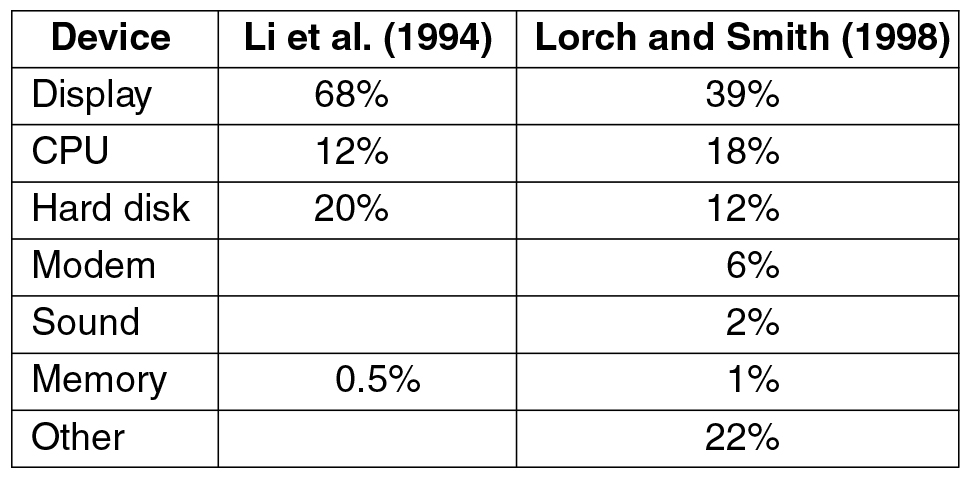 Device Li et al. (1994) Lorch and Smith (1998)
Display 68% 39%
CPU 12% 18%
Hard disk 20% 12%
Modem 6%
Sound 2%
Memory 0.5% 1%
Other 22%